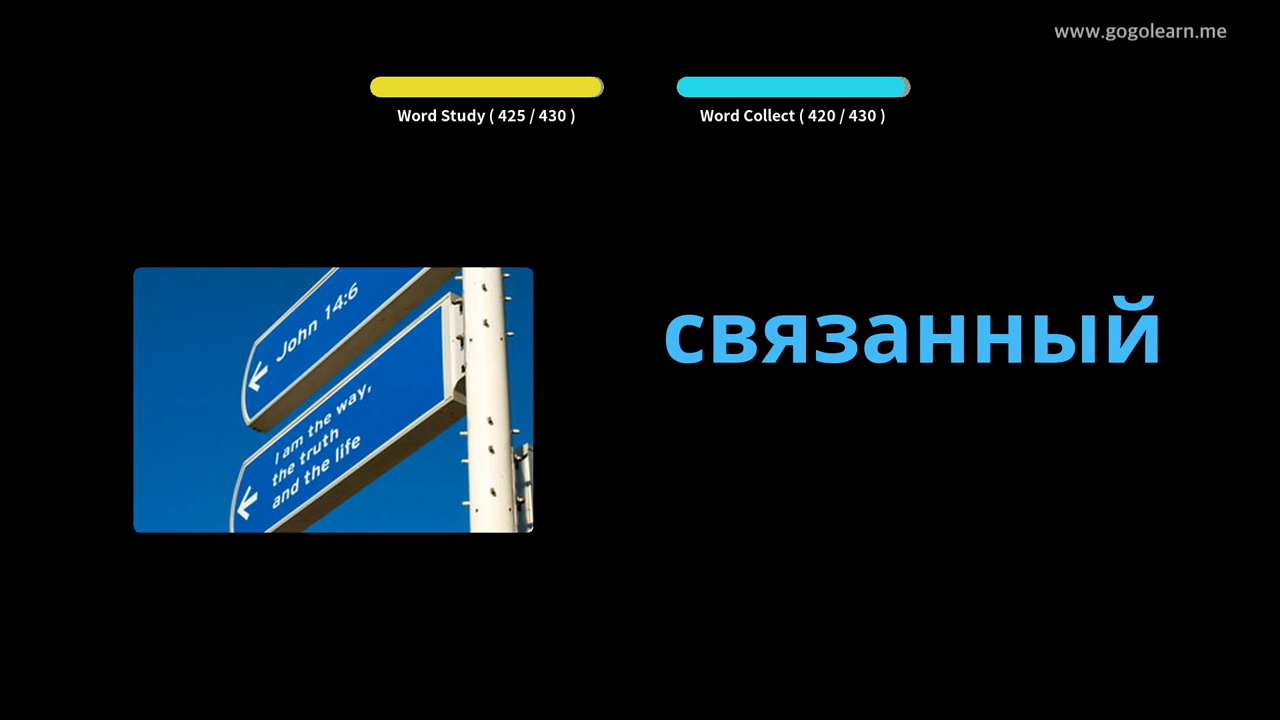 www.gogolearn.me
Word Study ( 425 / 430 )
Word Collect ( 420 / 430 )
John 14:6
I am the way,
the truth
and the life
связанный